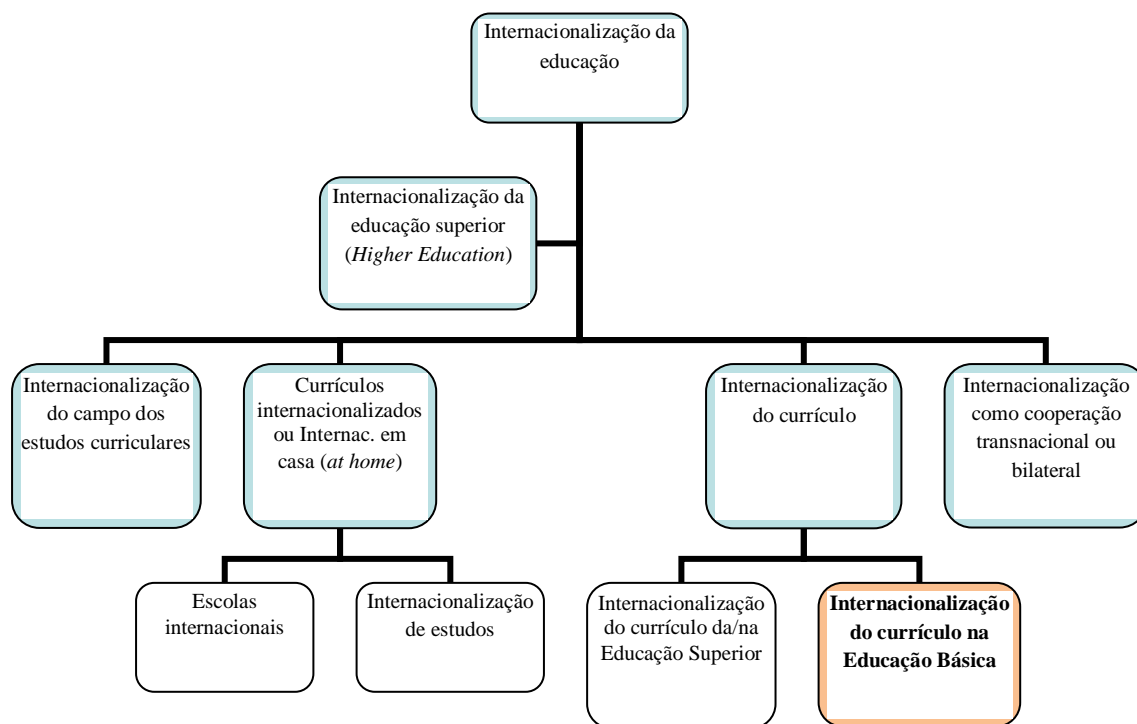 Internacionalização da
educação
Internacionalização da
educação superior
(Higher Education)
Internacionalização
do campo dos
estudos curriculares
Currículos
internacionalizados
ou Internac. em
casa (at home)
Internacionalização
do currículo
Internacionalização
como cooperação
transnacional ou
bilateral
Escolas
internacionais
Internacionalização
de estudos
Internacionalização
do currículo da/na
Educação Superior
Internacionalização
do currículo na
Educação Básica